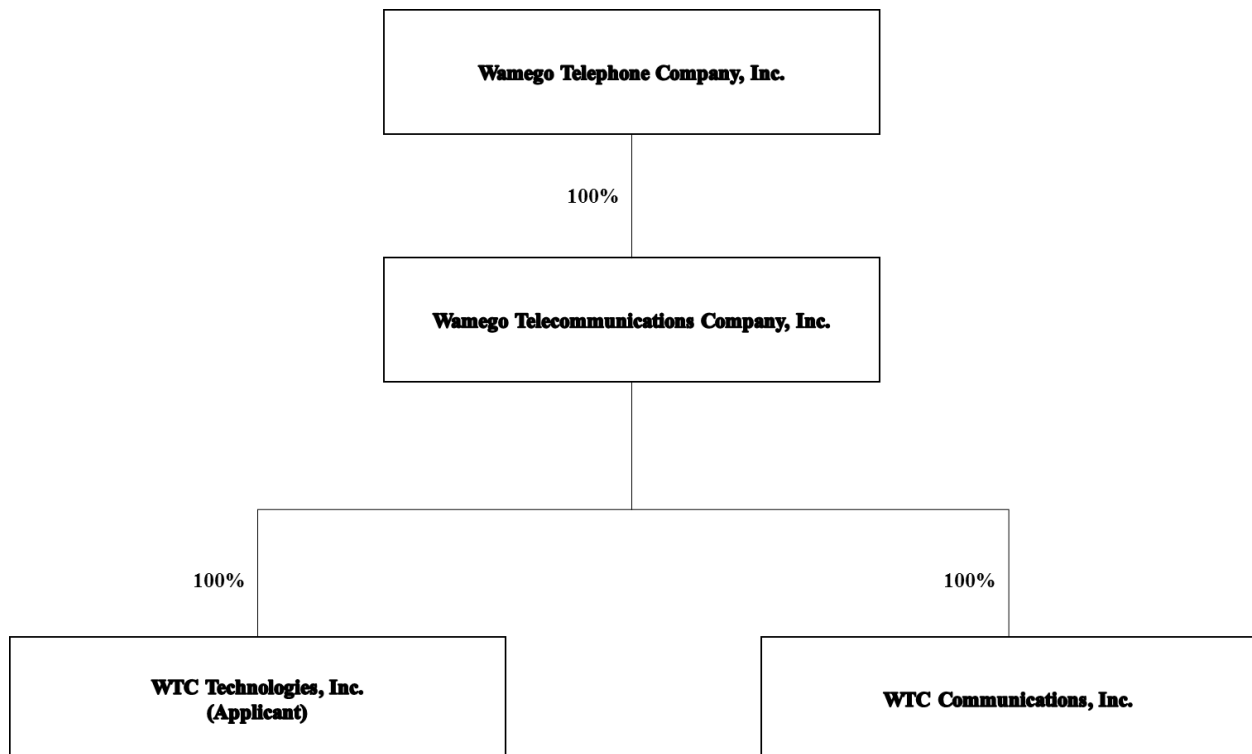 Wamego Telephone Company, Inc.
100%
Wamego Telecommunications Company, Inc.
100%
100%
WTC Technologies, Inc.
(Applicant)
WTC Communications, Inc.